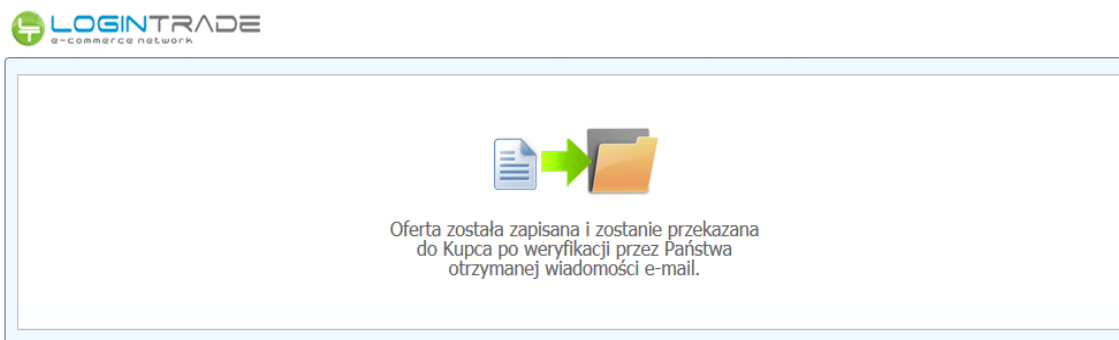 LOGINTRADE
e-commerce network
Oferta została zapisana i zostanie przekazana
do Kupca po weryfikacji przez Państwa
otrzymanej wiadomości e-mail.